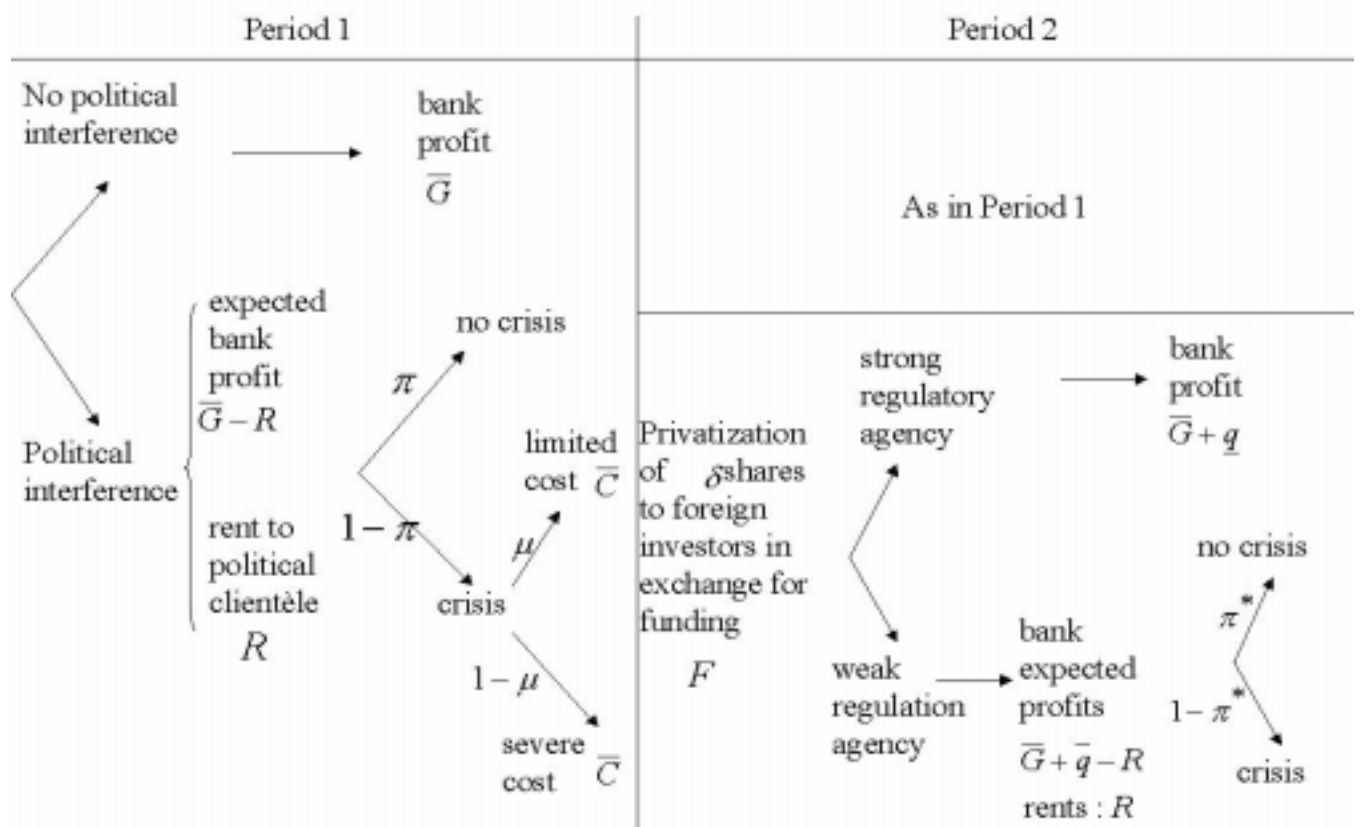 Period 1
Period 2
No political
interference
bank
profit
G̅
As in Period 1
expected
bank
profit
G̅ – R
Political
interference
rent to
political
clientèle
R
π
no crisis
1 – π
crisis
μ
limited
cost C̅
1 – μ
severe
cost C̅
Privatization
of δshares
to foreign
investors in
exchange for
funding
F
strong
regulatory
agency
bank
profit
G̅ + q̲
weak
regulation
agency
bank
expected
profits
G̅ + q̅ – R
rents : R
π*
no crisis
1 – π*
crisis